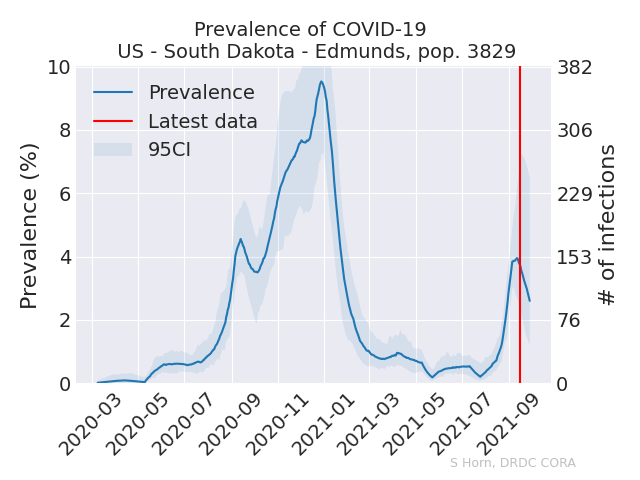 Prevalence of COVID-19
US - South Dakota - Edmunds, pop. 3829
Prevalence
Latest data
95CI
Prevalence (%)
10
8
6
4
2
0
# of infections
382
306
229
153
76
0
2020-03
2020-05
2020-07
2020-09
2020-11
2021-01
2021-03
2021-05
2021-07
2021-09
S Horn, DRDC CORA